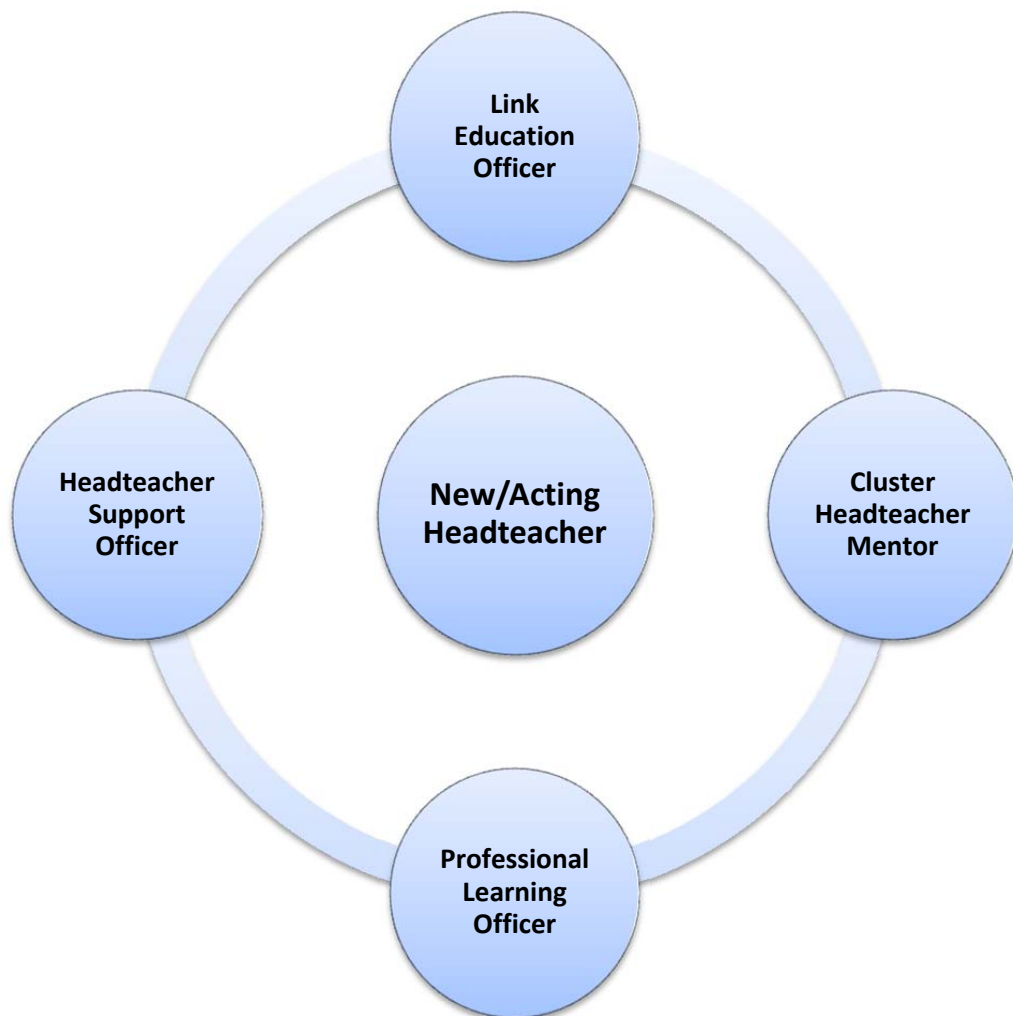 Link
Education
Officer
Headteacher
Support
Officer
New/Acting
Headteacher
Cluster
Headteacher
Mentor
Professional
Learning
Officer